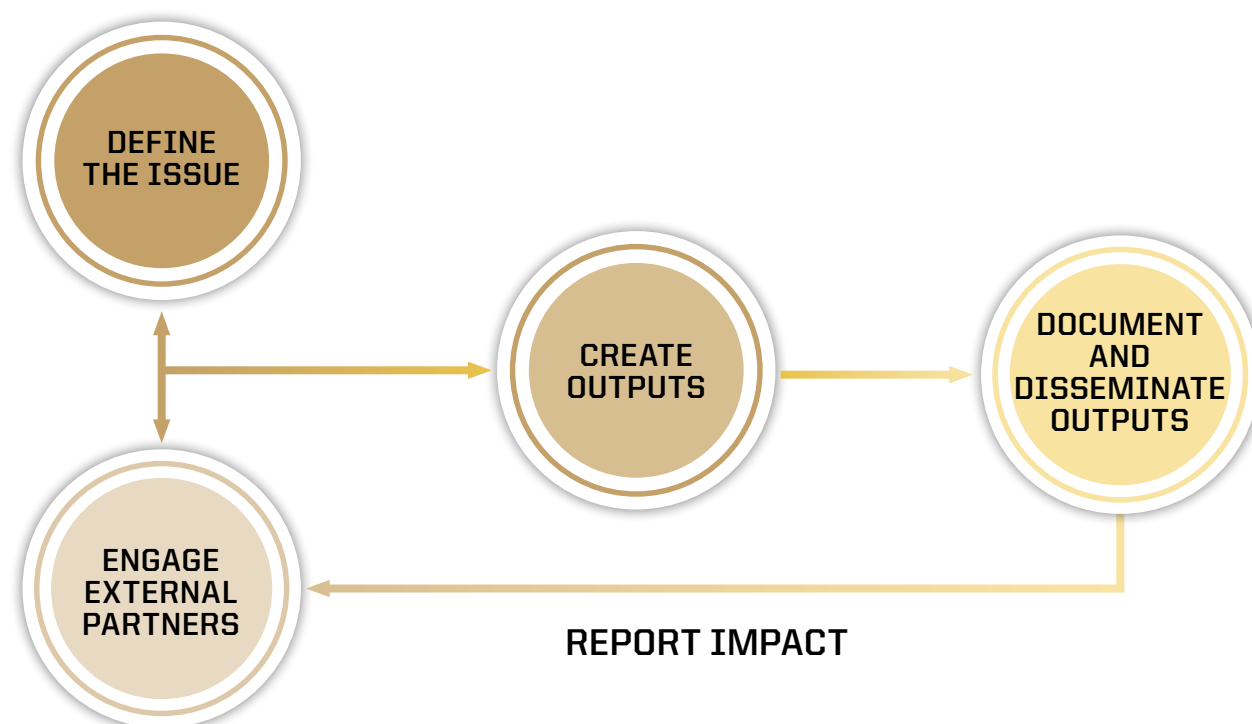 DEFINE
THE ISSUE
CREATE
OUTPUTS
DOCUMENT
AND
DISSEMINATE
OUTPUTS
ENGAGE
EXTERNAL
PARTNERS
REPORT IMPACT